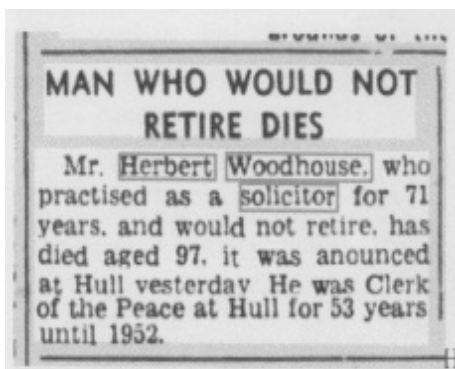 MAN WHO WOULD NOT
RETIRE DIES
Mr. Herbert Woodhouse, who
practised as a solicitor for 71
years, and would not retire, has
died aged 97, it was anounced
at Hull yesterday. He was Clerk
of the Peace at Hull for 53 years
until 1952.